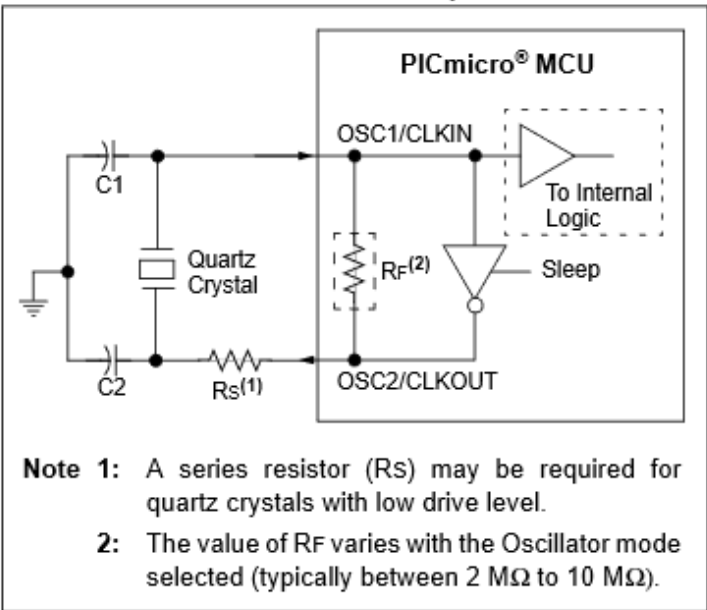 PICmicro® MCU
OSC1/CLKIN
C1
To Internal
Logic
Quartz
Crystal
RF(2)
Sleep
C2
RS(1)
OSC2/CLKOUT
Note 1: A series resistor (RS) may be required for
quartz crystals with low drive level.
2: The value of RF varies with the Oscillator mode
selected (typically between 2 MΩ to 10 MΩ).